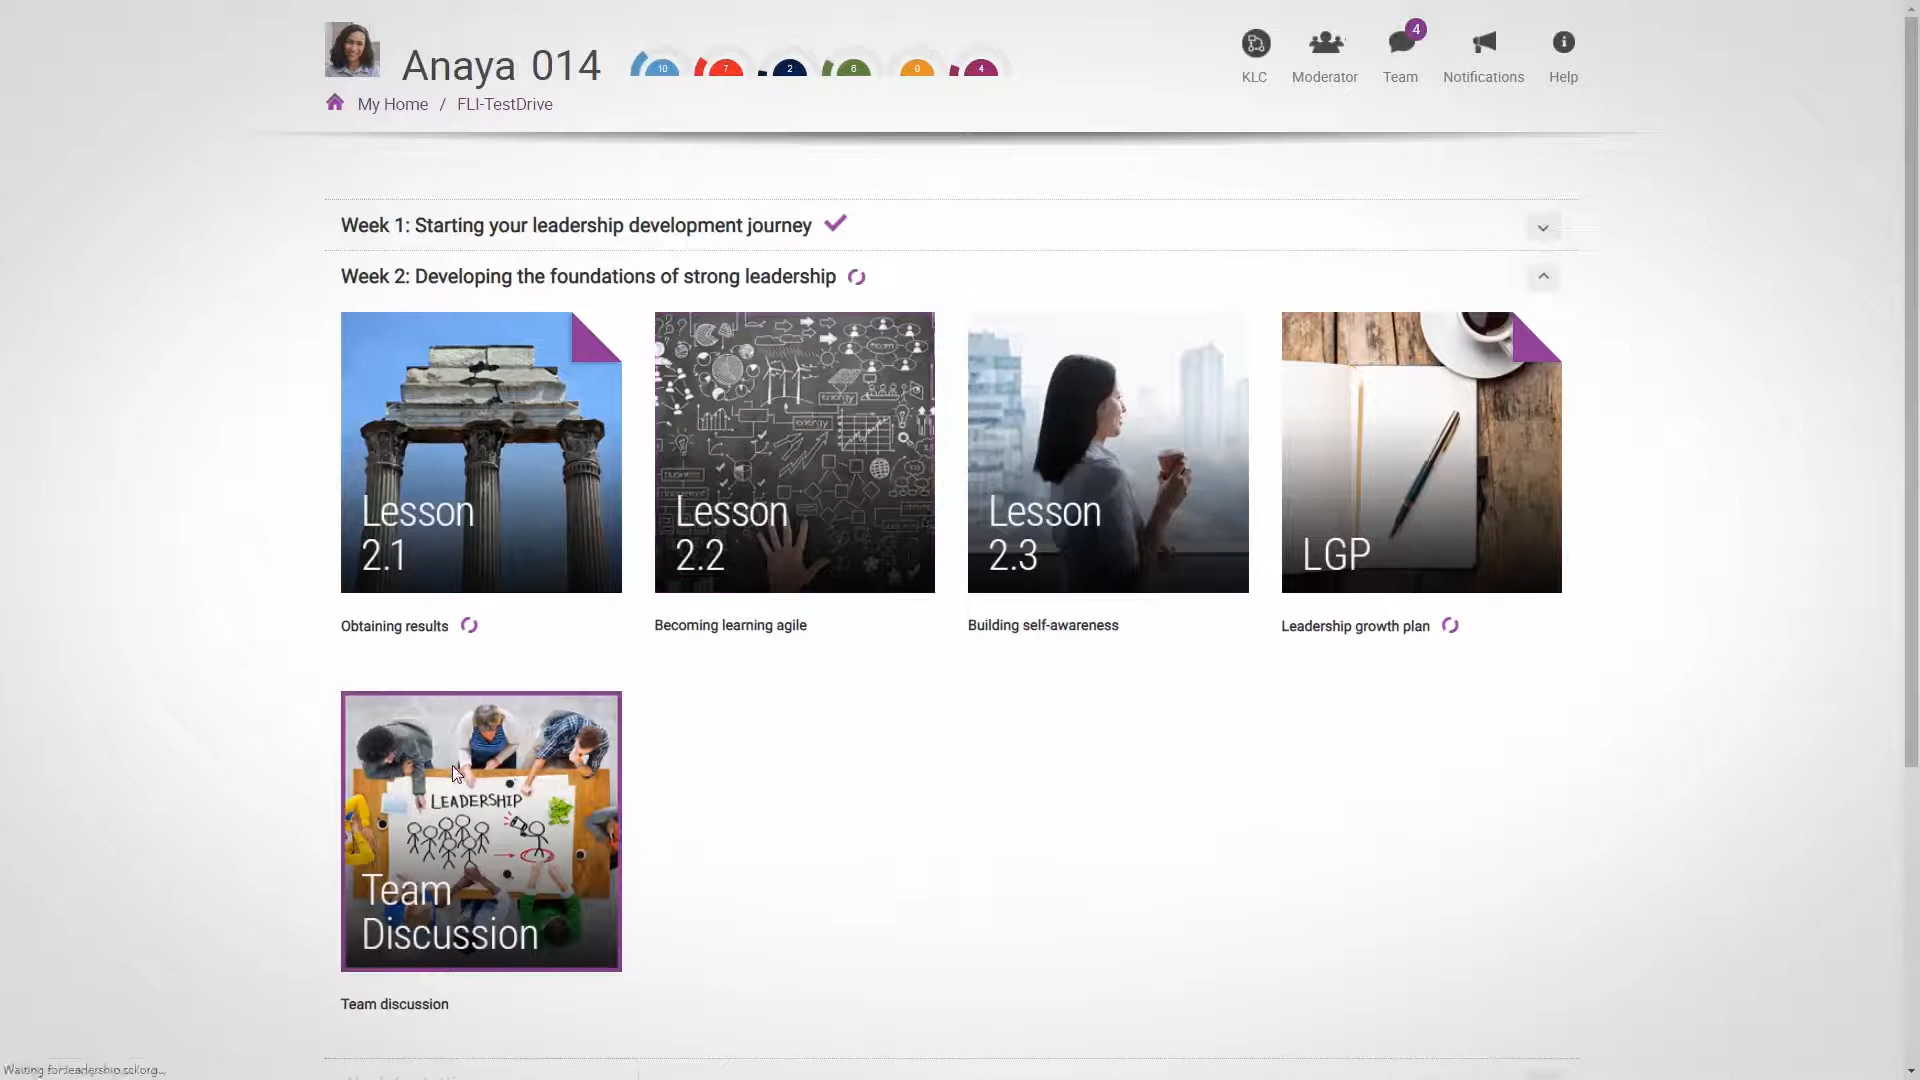 Anaya 014
10
7
2
6
0
4
KLC
Moderator
4
Team
Notifications
Help
My Home / FLI-TestDrive
Week 1: Starting your leadership development journey
Week 2: Developing the foundations of strong leadership
Lesson
2.1
Lesson
2.2
Lesson
2.3
LGP
Obtaining results
Becoming learning agile
Building self-awareness
Leadership growth plan
LEADERSHIP
Team
Discussion
Team discussion